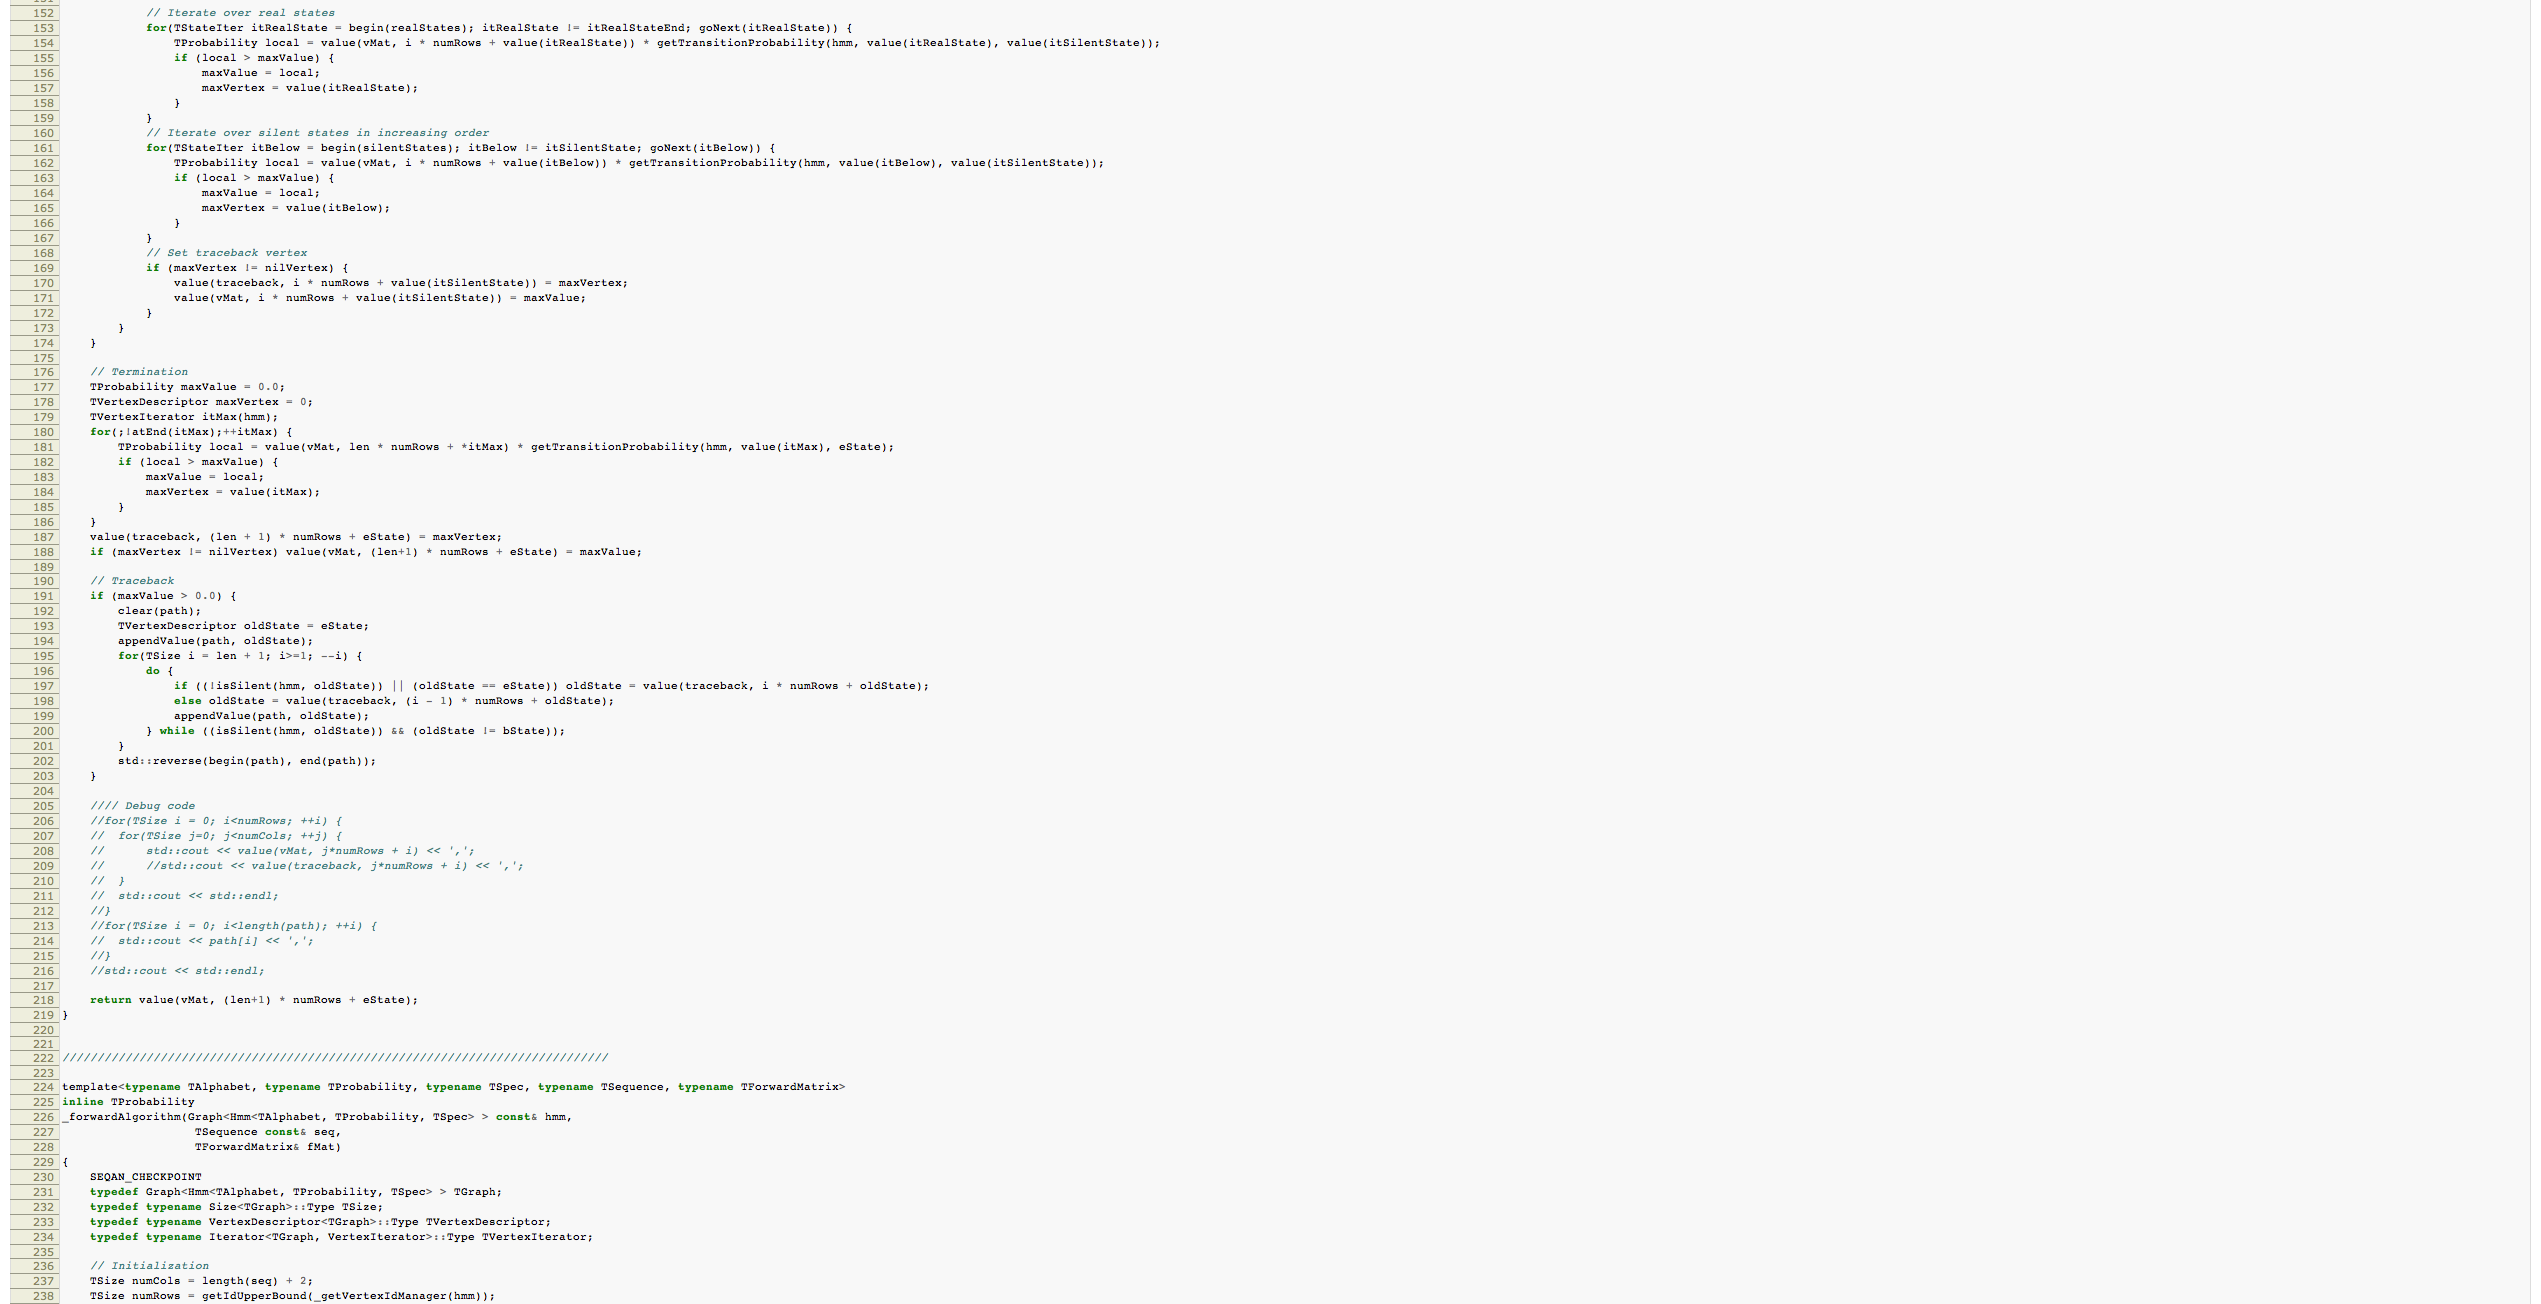 152 // Iterate over real states
153 for(TStateIter itRealState = begin(realStates); itRealState != itRealStateEnd; goNext(itRealState)) {
154 TProbability local = value(vMat, i * numRows + value(itRealState)) * getTransitionProbability(hmm, value(itRealState), value(itSilentState));
155 if (local > maxValue) {
156 maxValue = local;
157 maxVertex = value(itRealState);
158 }
159 }
160 // Iterate over silent states in increasing order
161 for(TStateIter itBelow = begin(silentStates); itBelow != itSilentState; goNext(itBelow)) {
162 TProbability local = value(vMat, i * numRows + value(itBelow)) * getTransitionProbability(hmm, value(itBelow), value(itSilentState));
163 if (local > maxValue) {
164 maxValue = local;
165 maxVertex = value(itBelow);
166 }
167 }
168 // Set traceback vertex
169 if (maxVertex != nilVertex) {
170 value(traceback, i * numRows + value(itSilentState)) = maxVertex;
171 value(vMat, i * numRows + value(itSilentState)) = maxValue;
172 }
173 }
174 }
175
176 // Termination
177 TProbability maxValue = 0.0;
178 TVertexDescriptor maxVertex = 0;
179 TVertexIterator itMax(hmm);
180 for(;!atEnd(itMax);++itMax) {
181 TProbability local = value(vMat, len * numRows + *itMax) * getTransitionProbability(hmm, value(itMax), eState);
182 if (local > maxValue) {
183 maxValue = local;
184 maxVertex = value(itMax);
185 }
186 }
187 value(traceback, (len + 1) * numRows + eState) = maxVertex;
188 if (maxVertex != nilVertex) value(vMat, (len+1) * numRows + eState) = maxValue;
189
190 // Traceback
191 if (maxValue > 0.0) {
192 clear(path);
193 TVertexDescriptor oldState = eState;
194 appendValue(path, oldState);
195 for(TSize i = len + 1; i>=1; --i) {
196 do {
197 if ((!isSilent(hmm, oldState)) || (oldState == eState)) oldState = value(traceback, i * numRows + oldState);
198 else oldState = value(traceback, (i - 1) * numRows + oldState);
199 appendValue(path, oldState);
200 } while ((isSilent(hmm, oldState)) && (oldState != bState));
201 }
202 std::reverse(begin(path), end(path));
203 }
204
205 //// Debug code
206 //for(TSize i = 0; i<numRows; ++i) {
207 // for(TSize j=0; j<numCols; ++j) {
208 // std::cout << value(vMat, j*numRows + i) << ',';
209 // //std::cout << value(traceback, j*numRows + i) << ',';
210 // }
211 // std::cout << std::endl;
212 //}
213 //for(TSize i = 0; i<length(path); ++i) {
214 // std::cout << path[i] << ',';
215 //}
216 //std::cout << std::endl;
217
218 return value(vMat, (len+1) * numRows + eState);
219 }
220
221
222 //////////////////////////////////////////////////////////////////////////////
223
224 template<typename TAlphabet, typename TProbability, typename TSpec, typename TSequence, typename TForwardMatrix>
225 inline TProbability
226 _forwardAlgorithm(Graph<Hmm<TAlphabet, TProbability, TSpec> > const& hmm,
227 TSequence const& seq,
228 TForwardMatrix& fMat)
229 {
230 SEQAN_CHECKPOINT
231 typedef Graph<Hmm<TAlphabet, TProbability, TSpec> > TGraph;
232 typedef typename Size<TGraph>::Type TSize;
233 typedef typename VertexDescriptor<TGraph>::Type TVertexDescriptor;
234 typedef typename Iterator<TGraph, VertexIterator>::Type TVertexIterator;
235
236 // Initialization
237 TSize numCols = length(seq) + 2;
238 TSize numRows = getIdUpperBound(_getVertexIdManager(hmm));